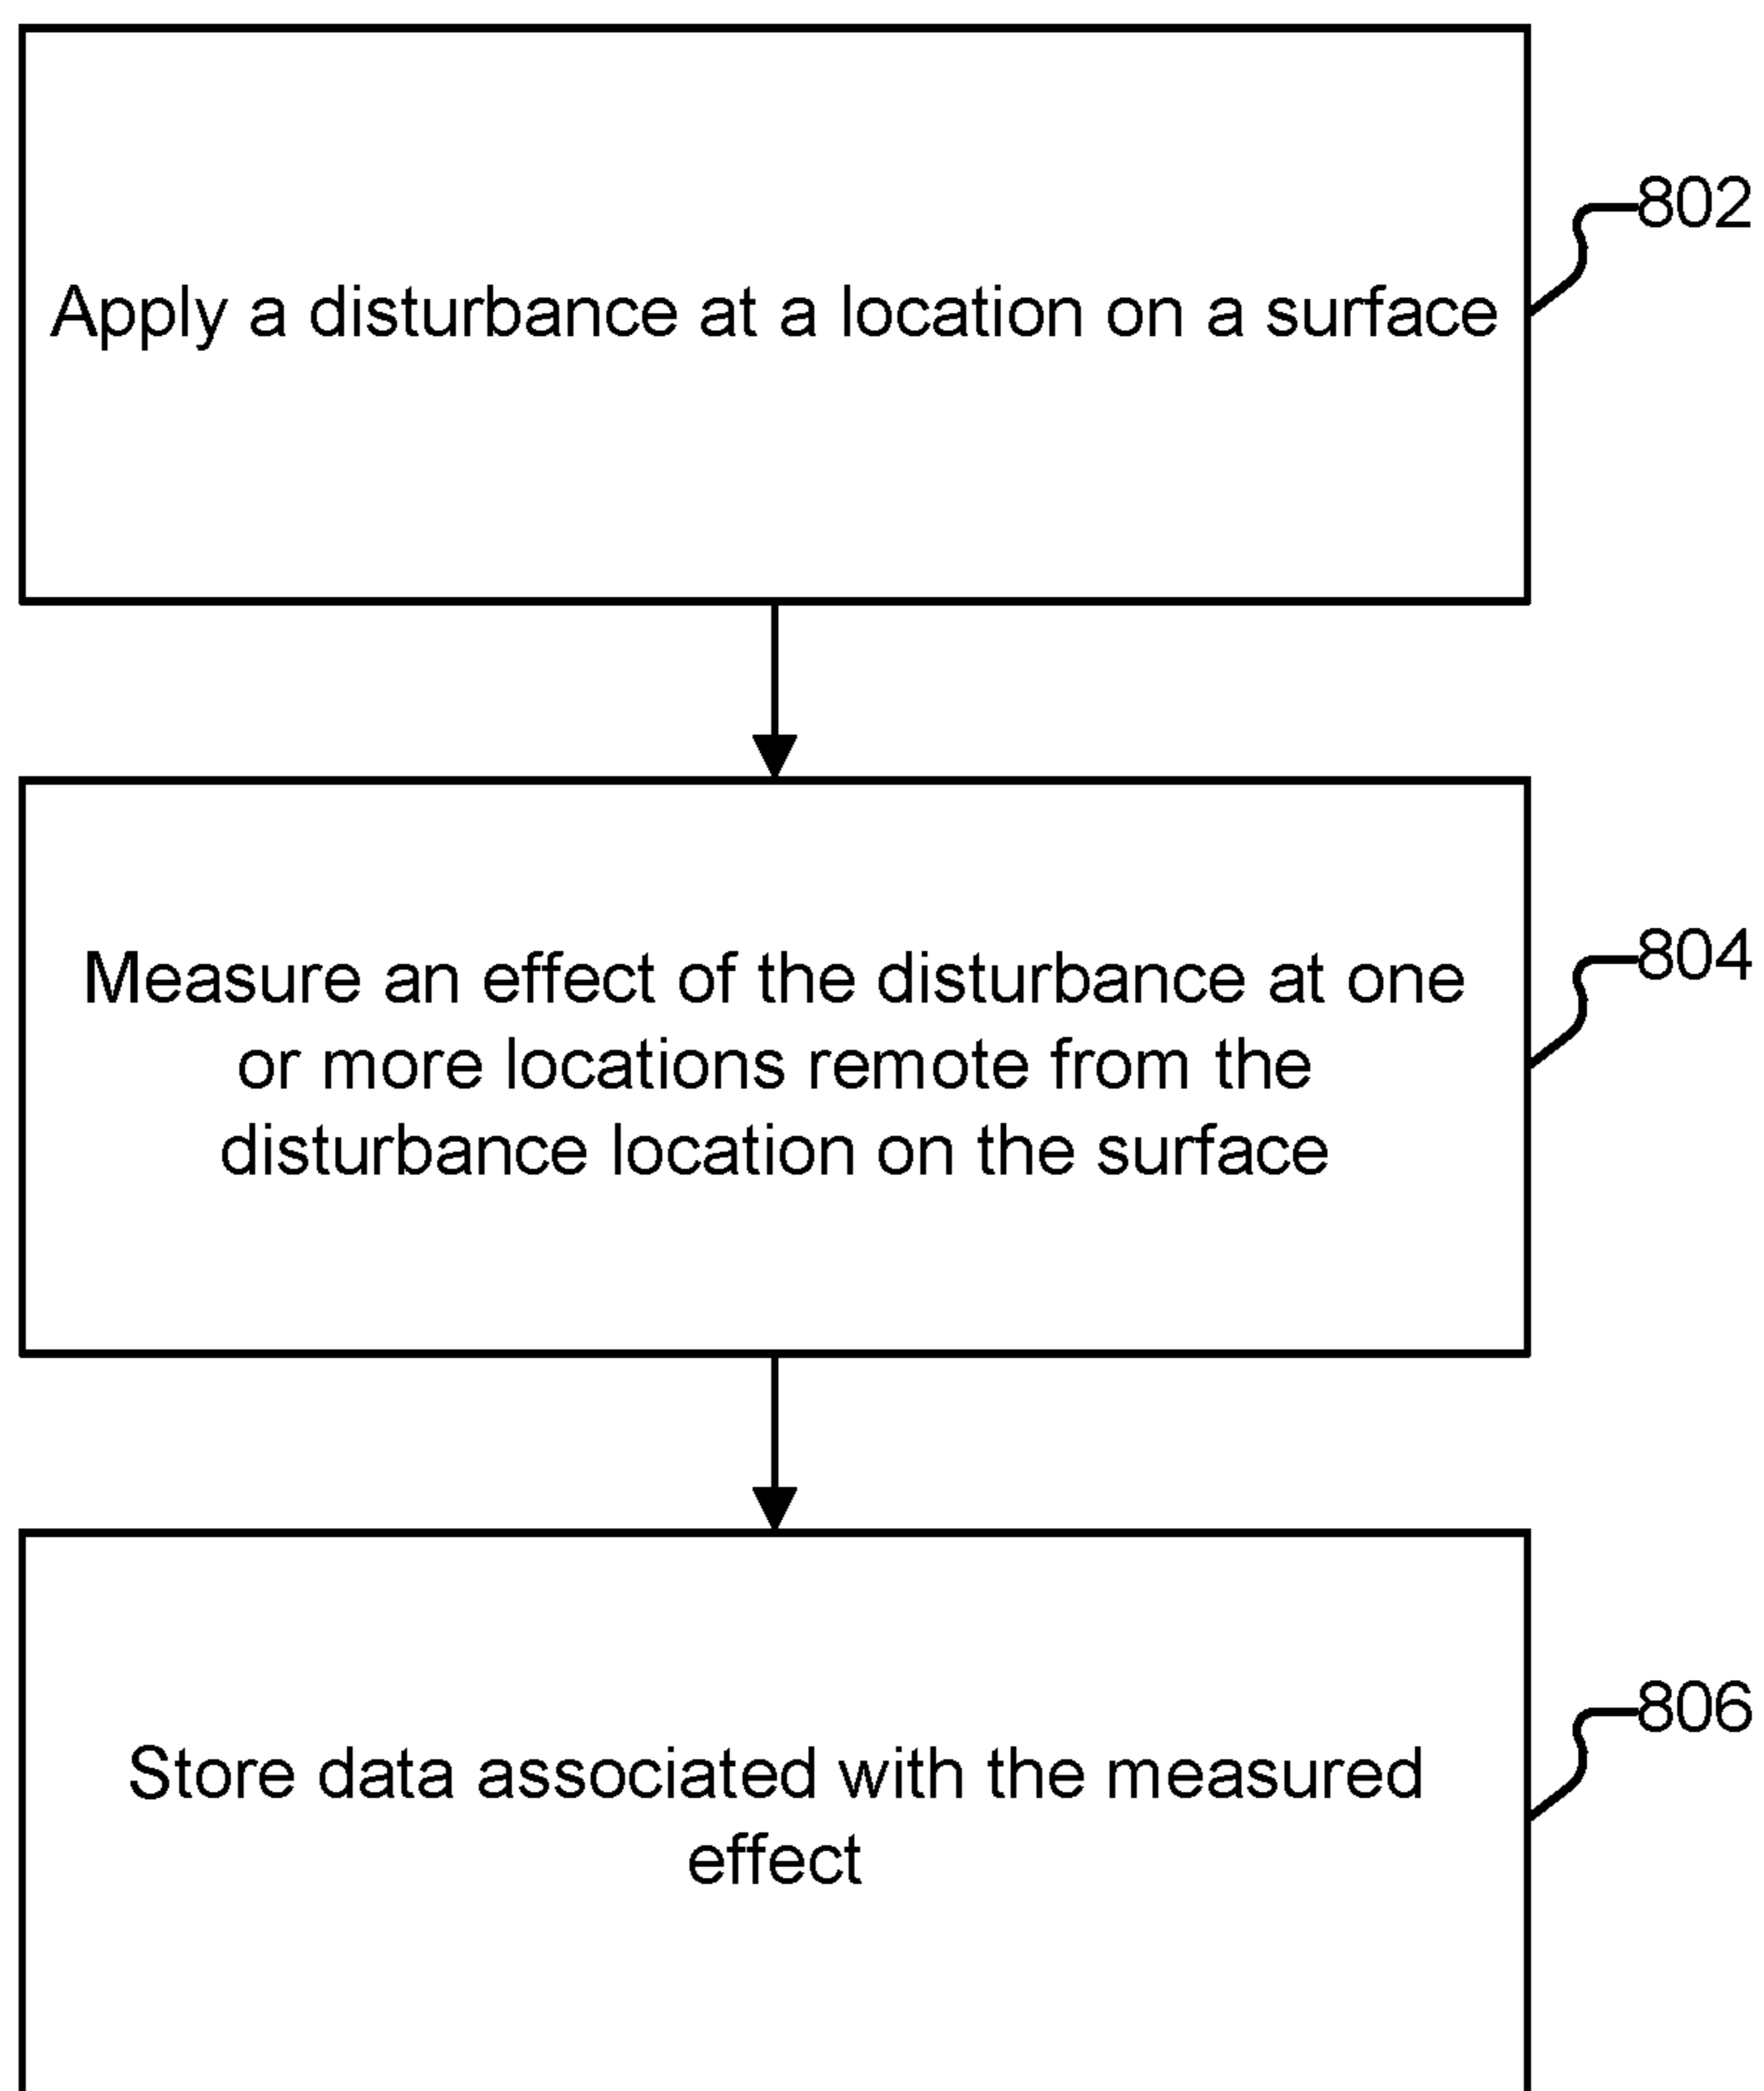 802
Apply a disturbance at a location on a surface
804
Measure an effect of the disturbance at one
or more locations remote from the
disturbance location on the surface
806
Store data associated with the measured
effect